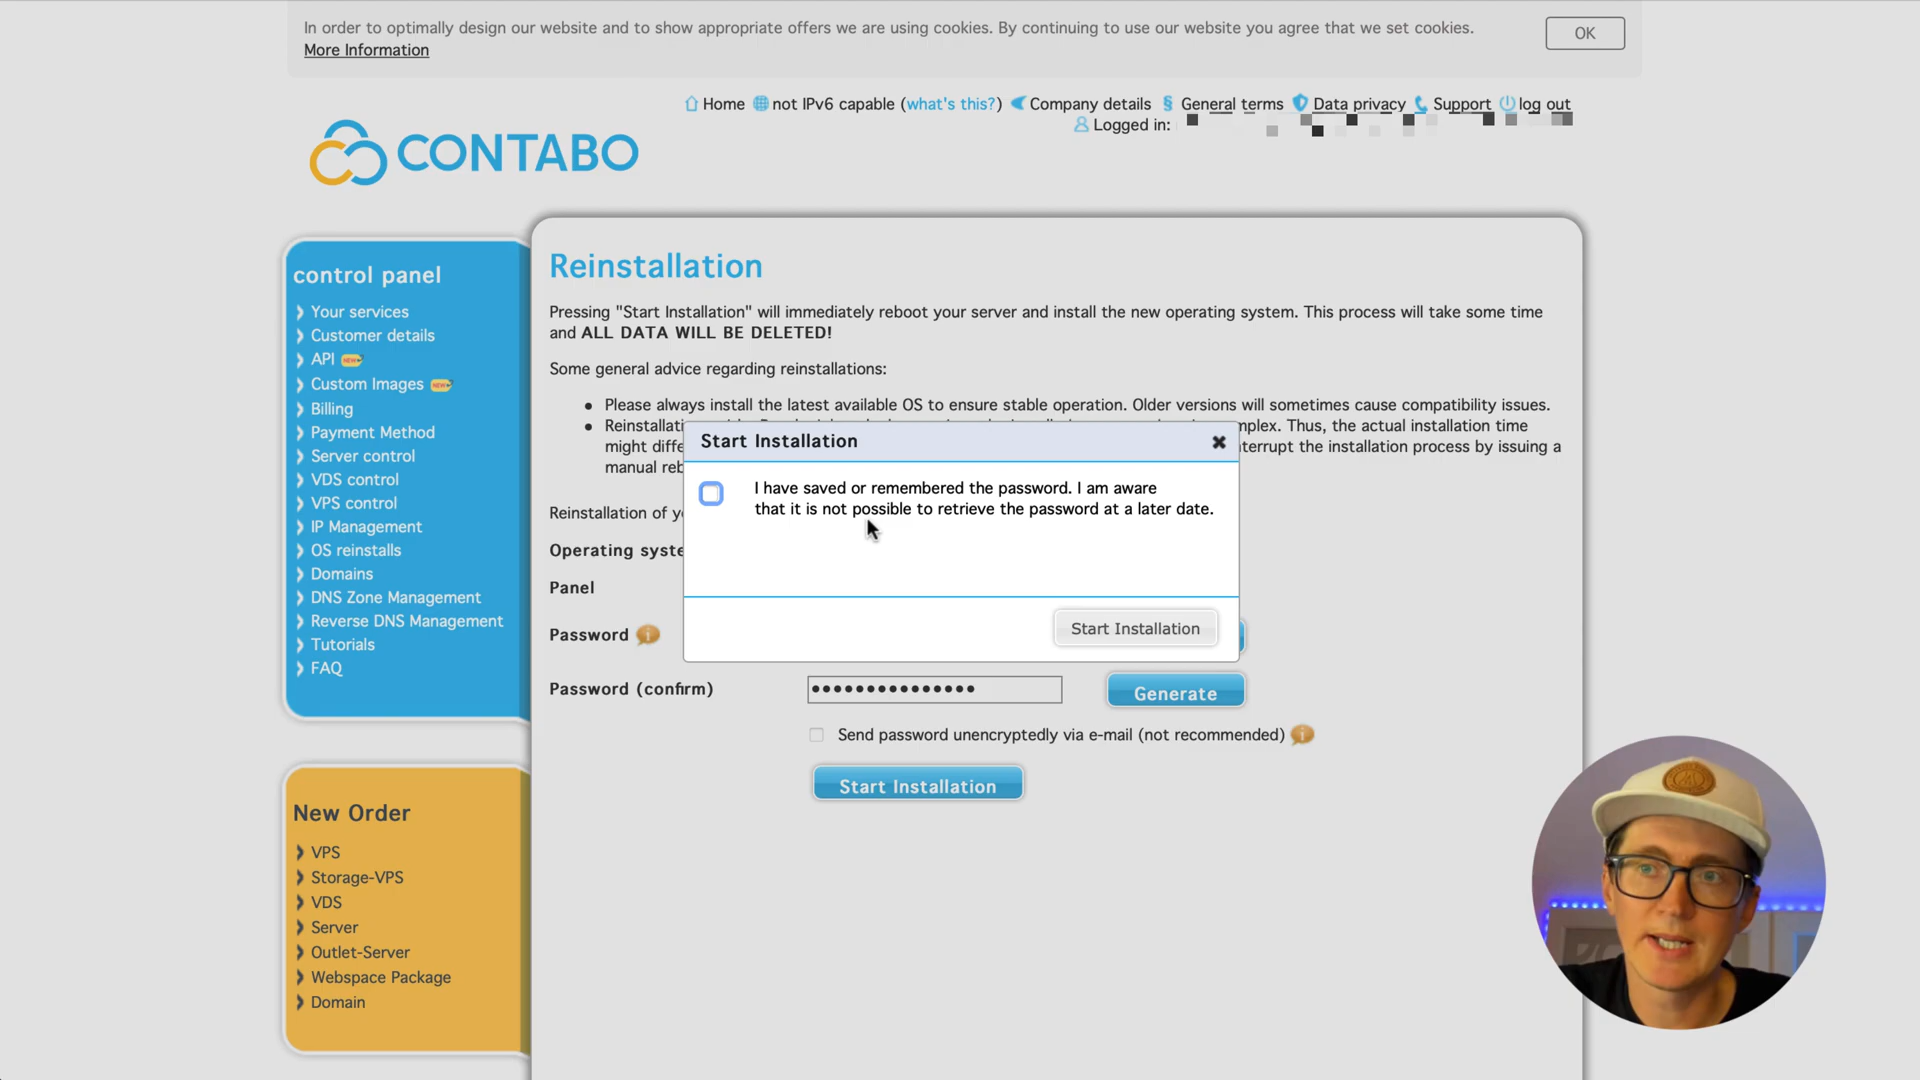 In order to optimally design our website and to show appropriate offers we are using cookies. By continuing to use our website you agree that we set cookies.
More Information
OK
Home not IPv6 capable (what's this?) Company details General terms Data privacy Support log out
Logged in:
CONTABO
control panel
Your services
Customer details
API NEW
Custom Images NEW
Billing
Payment Method
Server control
VDS control
VPS control
IP Management
OS reinstalls
Domains
DNS Zone Management
Reverse DNS Management
Tutorials
FAQ
New Order
VPS
Storage-VPS
VDS
Server
Outlet-Server
Webspace Package
Domain
Reinstallation
Pressing "Start Installation" will immediately reboot your server and install the new operating system. This process will take some time
and ALL DATA WILL BE DELETED!
Some general advice regarding reinstallations:
Please always install the latest available OS to ensure stable operation. Older versions will sometimes cause compatibility issues.
Thus, the actual installation time
might the installation process by issuing a
manual
Reinstallation of
Operating
Panel
Password
Password (confirm)
Generate
Send password unencryptedly via e-mail (not recommended)
Start Installation
Start Installation
I have saved or remembered the password. I am aware
that it is not possible to retrieve the password at a later date.
Start Installation